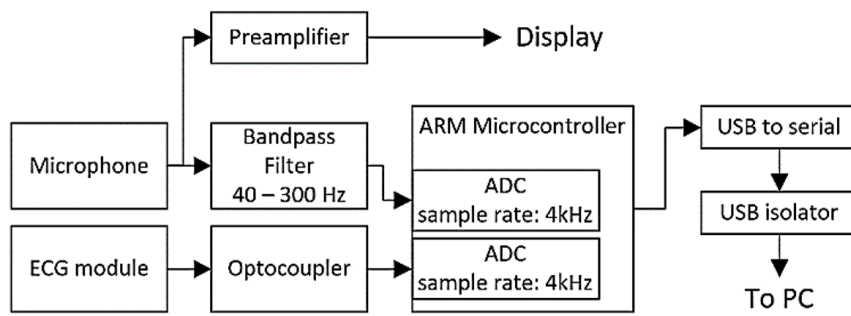 Preamplifier
Display
Microphone
Bandpass
Filter
40 – 300 Hz
ARM Microcontroller
ADC
sample rate: 4kHz
USB to serial
USB isolator
ECG module
Optocoupler
ADC
sample rate: 4kHz
To PC